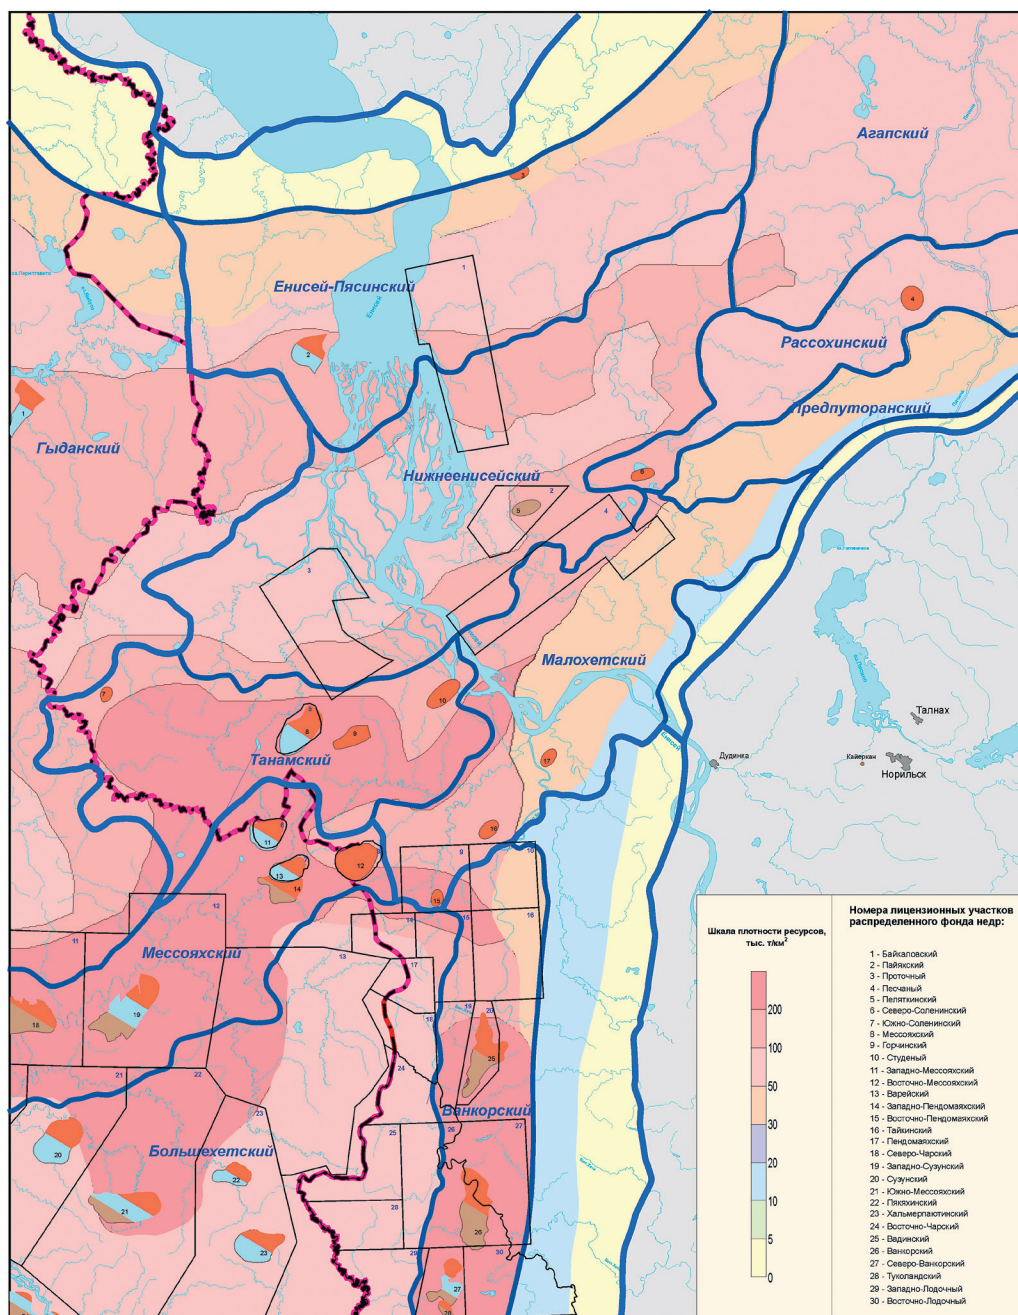 Агапский
Енисей-Пясинский
Енисей
Рассохинский
Предпуторанский
Гыданский
Нижнеенисейский
Малохетский
Енисей
Талнах
Дудинка
Кайеркан
Норильск
Танамский
Мессояхский
Ванкорский
Большехетский
Шкала плотности ресурсов,
тыс. т/км²
200
100
50
30
20
10
5
0
Номера лицензионных участков
распределенного фонда недр:
1 - Байкаловский
2 - Пайяхский
3 - Проточный
4 - Песчаный
5 - Пеляткинский
6 - Северо-Соленинский
7 - Южно-Соленинский
8 - Мессояхский
9 - Горчинский
10 - Студеный
11 - Западно-Мессояхский
12 - Восточно-Мессояхский
13 - Варейский
14 - Западно-Пендомаяхский
15 - Восточно-Пендомаяхский
16 - Тайкинский
17 - Пендомаяхский
18 - Северо-Чарский
19 - Западно-Сузунский
20 - Сузунский
21 - Южно-Мессояхский
22 - Пякяхинский
23 - Хальмерпаютинский
24 - Восточно-Чарский
25 - Вадинский
26 - Ванкорский
27 - Северо-Ванкорский
28 - Туколандский
29 - Западно-Лодочный
30 - Восточно-Лодочный